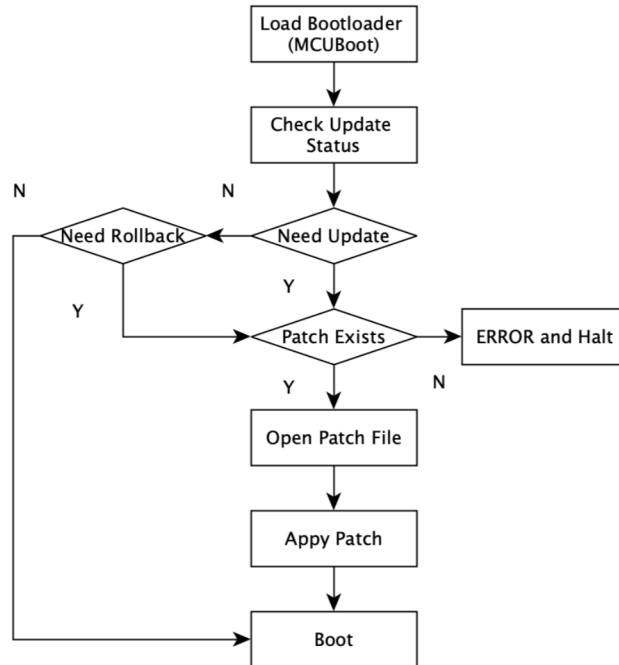 Load Bootloader
(MCUBoot)
Check Update
Status
N
N
Need Rollback
Need Update
Y
Y
Patch Exists
ERROR and Halt
Y
N
Open Patch File
Appy Patch
Boot